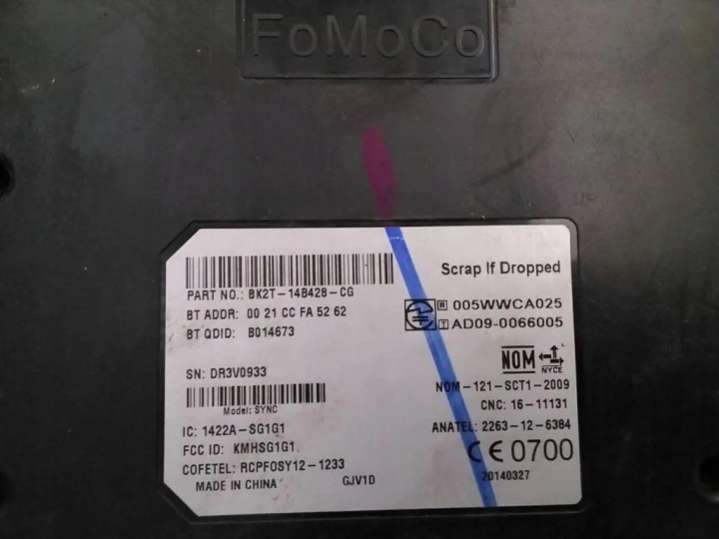 FoMoCo
Scrap If Dropped
PART NO.: BK2T-14B428-CG
BT ADDR: 00 21 CC FA 52 62
BT QDID: B014673
R 005WWCA025
T AD09-0066005
SN: DR3V0933
NOM NYCE
NOM-121-SCT1-2009
Model: SYNC
CNC: 16-11131
IC: 1422A-SG1G1
ANATEL: 2263-12-6384
FCC ID: KMHSG1G1
CE 0700
COFETEL: RCPFOSY12-1233
20140327
MADE IN CHINA
GJV1D